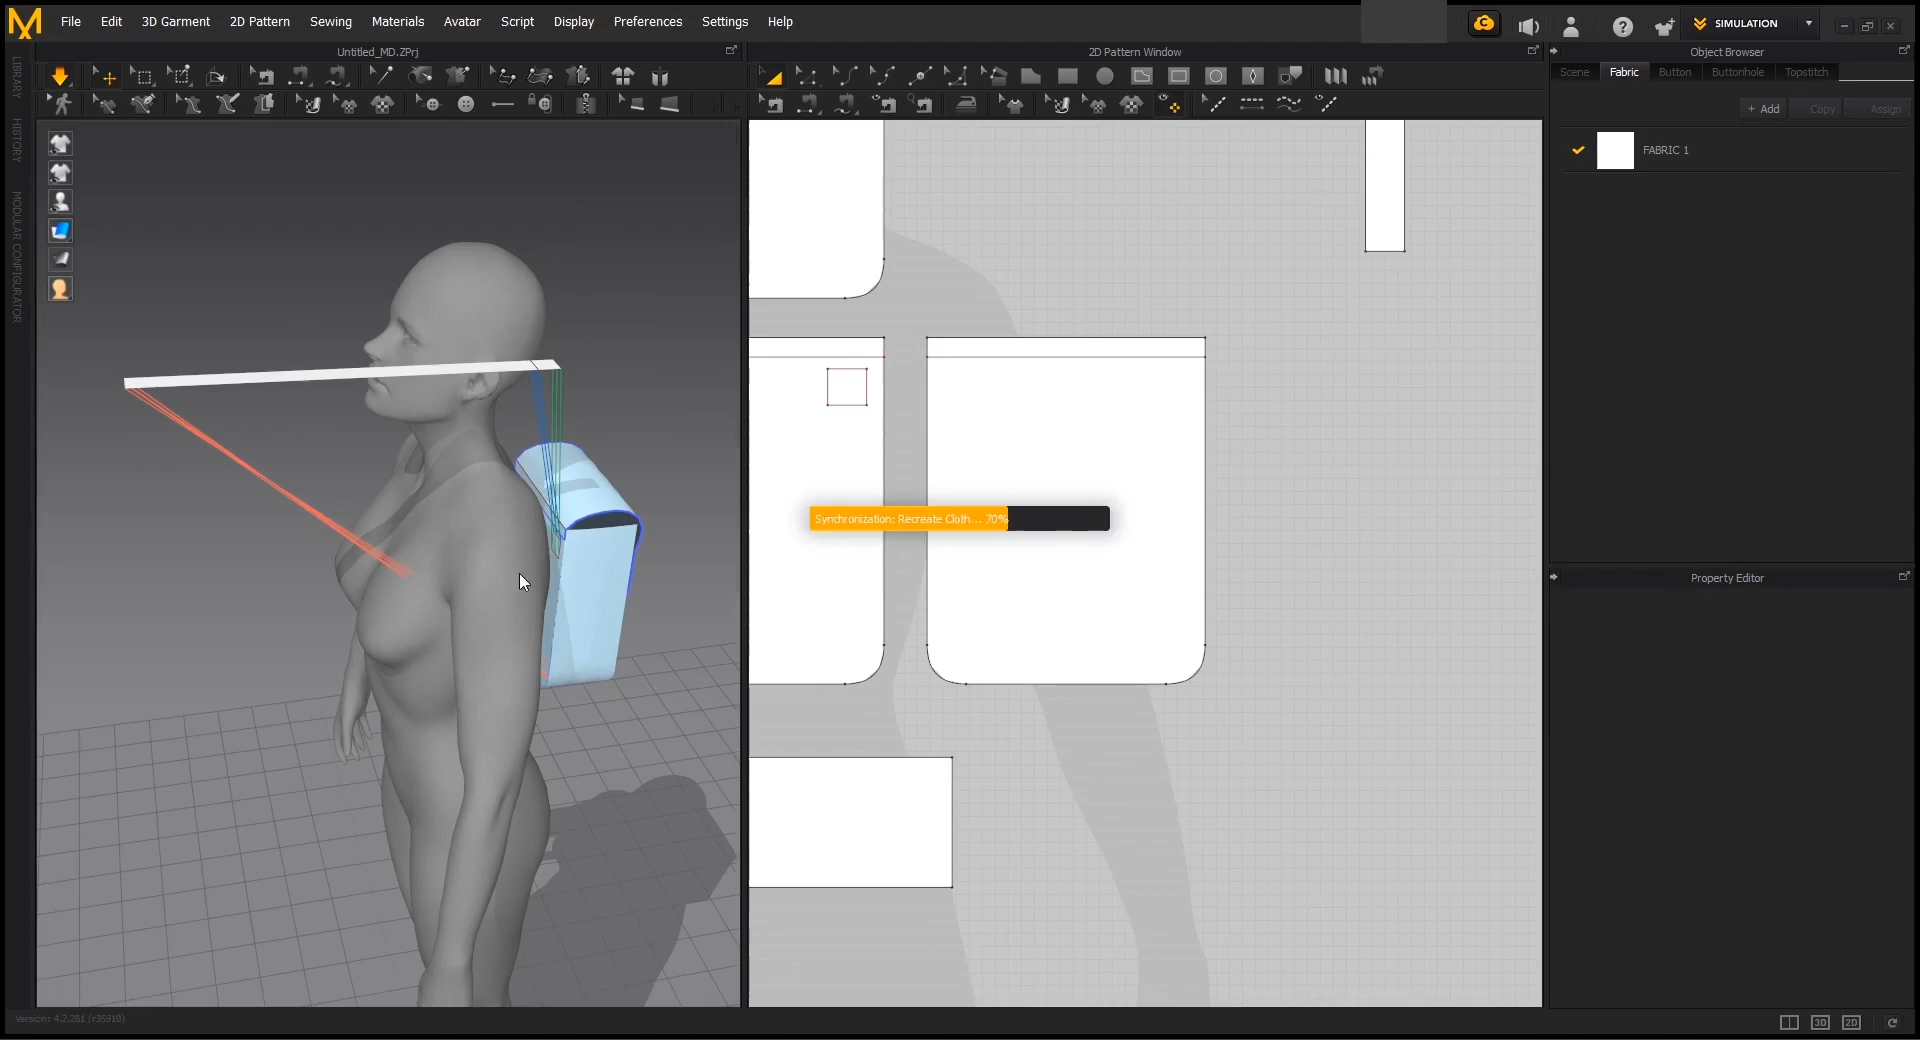 File Edit 3D Garment 2D Pattern Sewing Materials Avatar Script Display Preferences Settings Help
SIMULATION
Untitled_MD.ZPrj
2D Pattern Window
Object Browser
Scene Fabric Button Buttonhole Topstitch
+ Add Copy Assign
FABRIC 1
LIBRARY
HISTORY
MODULAR CONFIGURATOR
Synchronization: Recreate Cloth... 70%
Property Editor
Version: 4.2.281 (r35910)
3D
2D